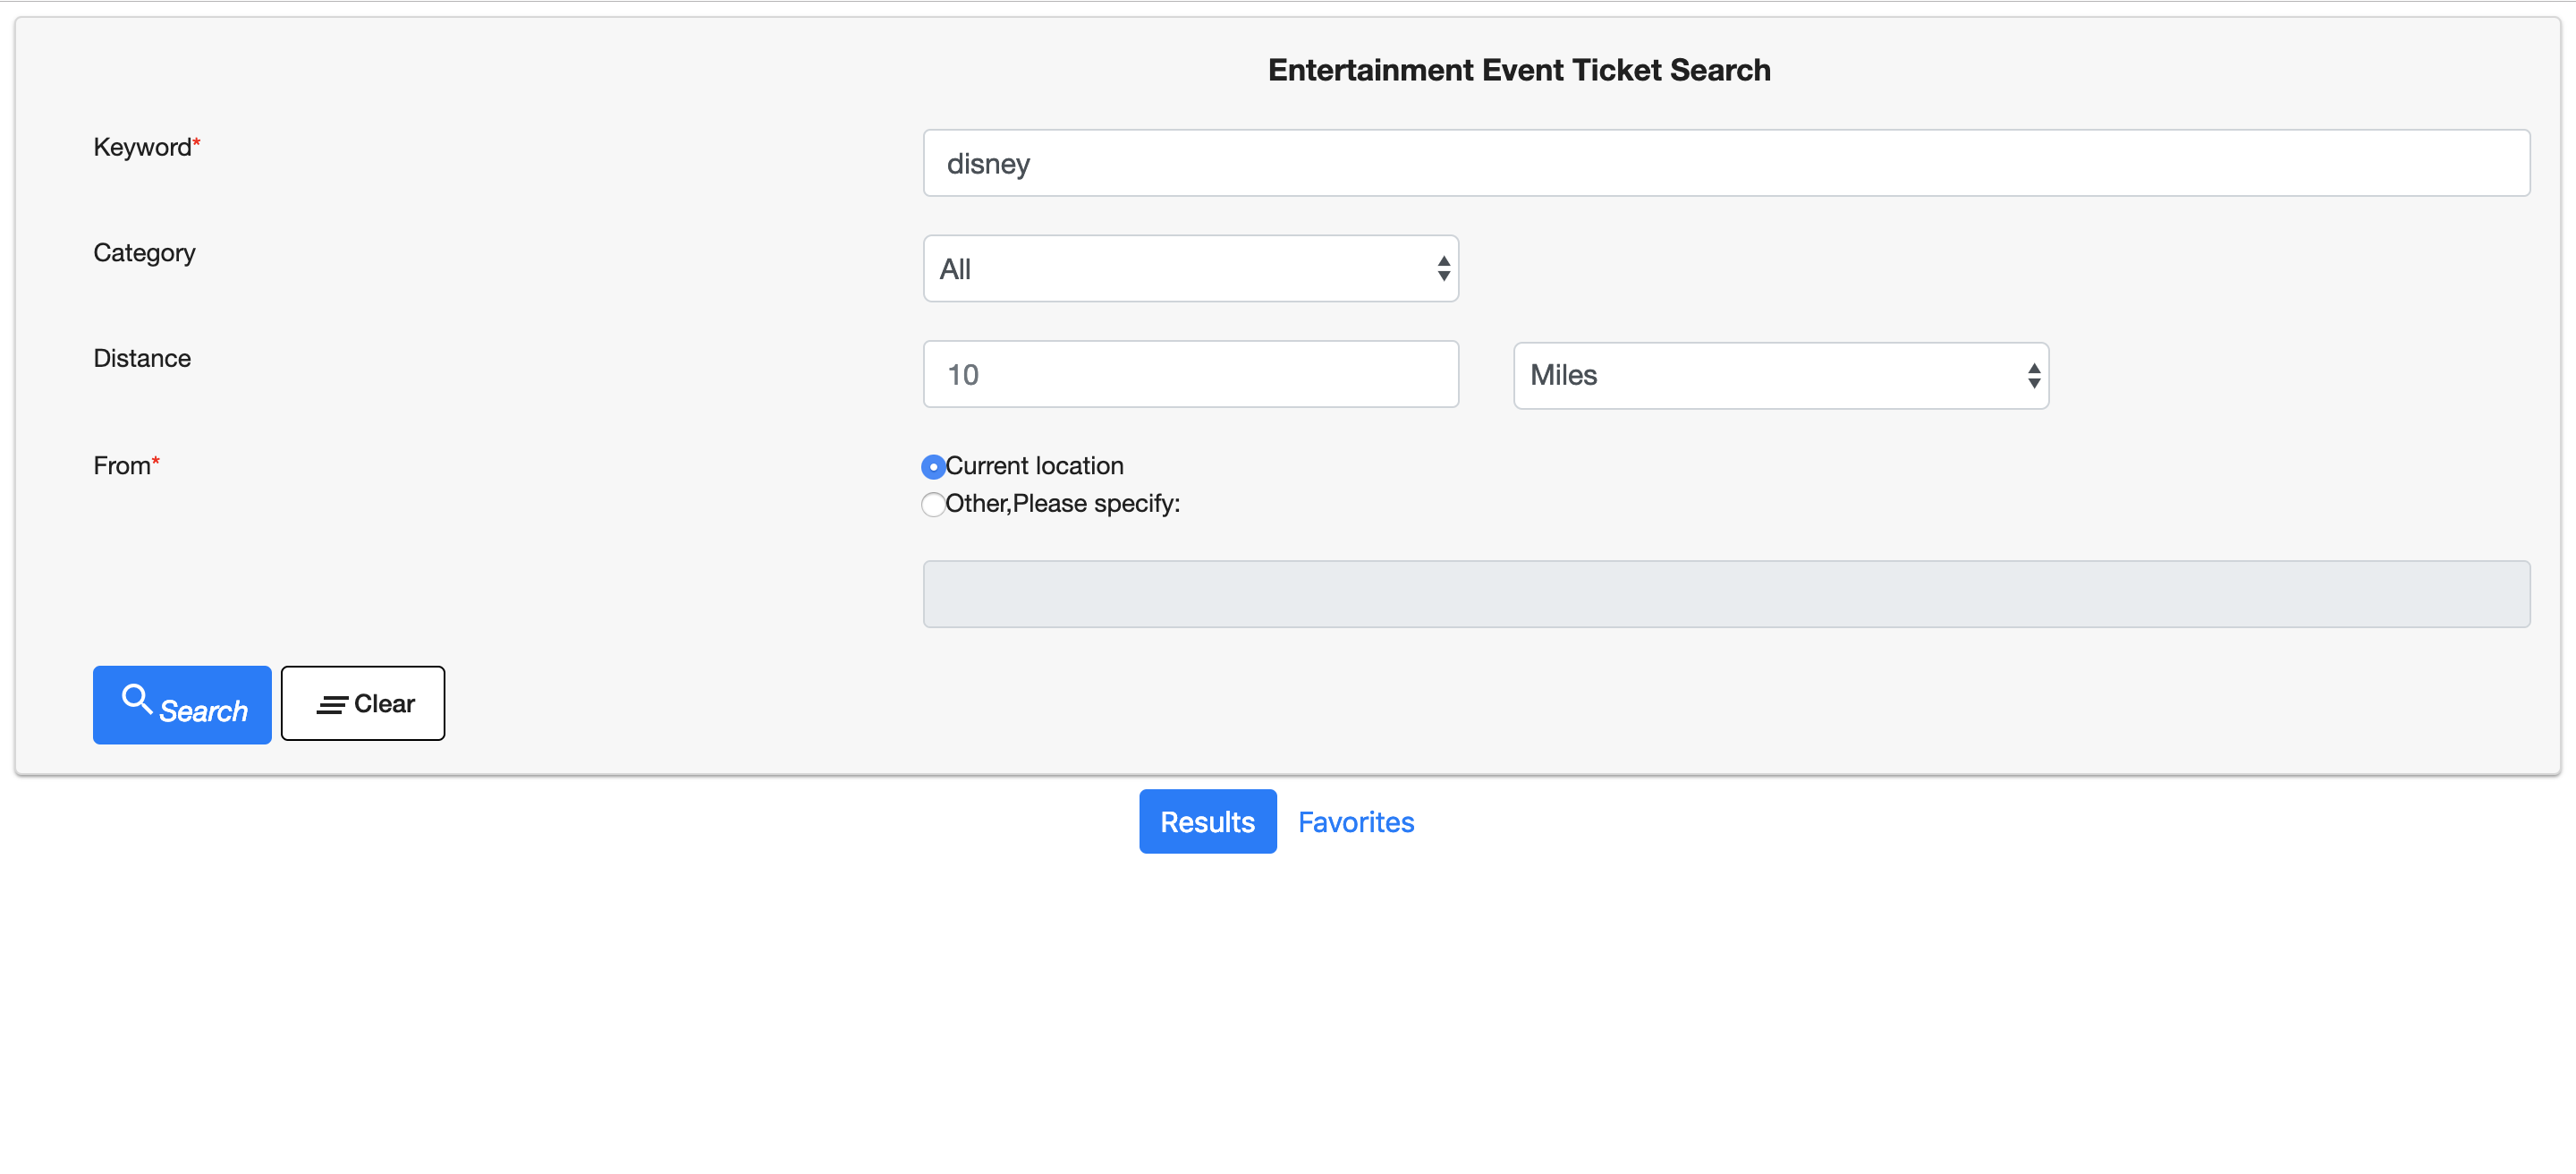 Entertainment Event Ticket Search
Keyword*
disney
Category
All
Distance
10
Miles
From*
Current location
Other,Please specify:
Search
Clear
Results
Favorites